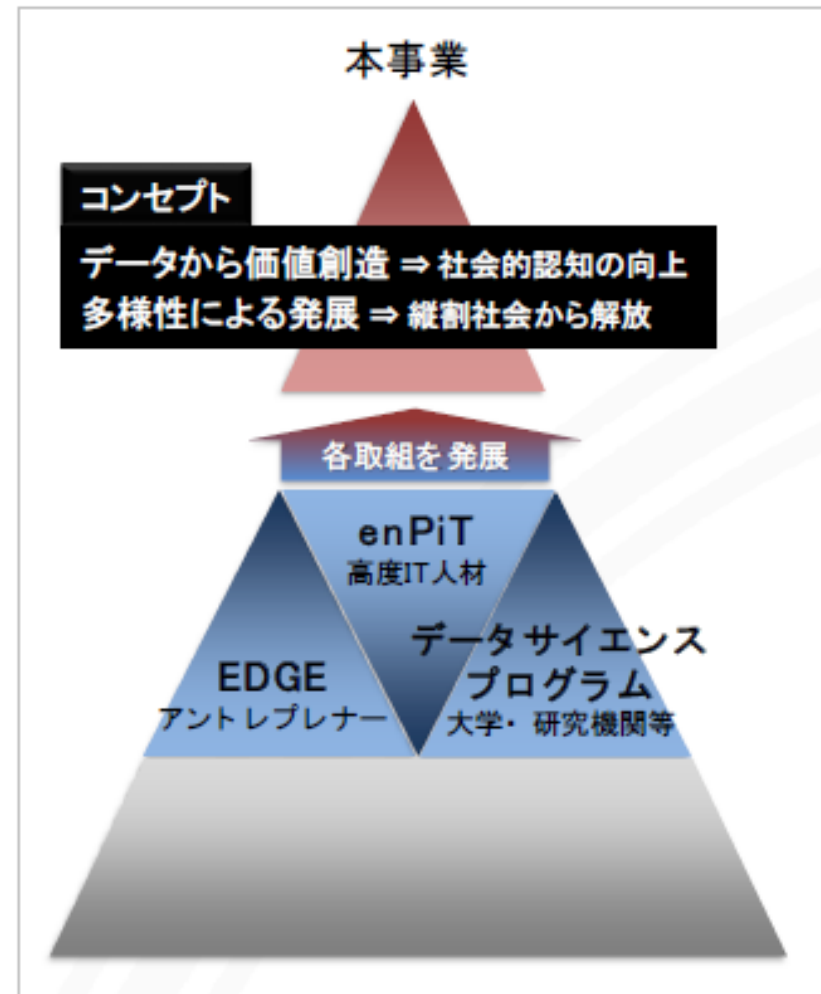 本事業
コンセプト
データから価値創造 ⇒ 社会的認知の向上
多様性による発展 ⇒ 縦割社会から解放
各取組を発展
enPiT
高度IT人材
EDGE
アントレプレナー
データサイエンス
プログラム
大学・研究機関等